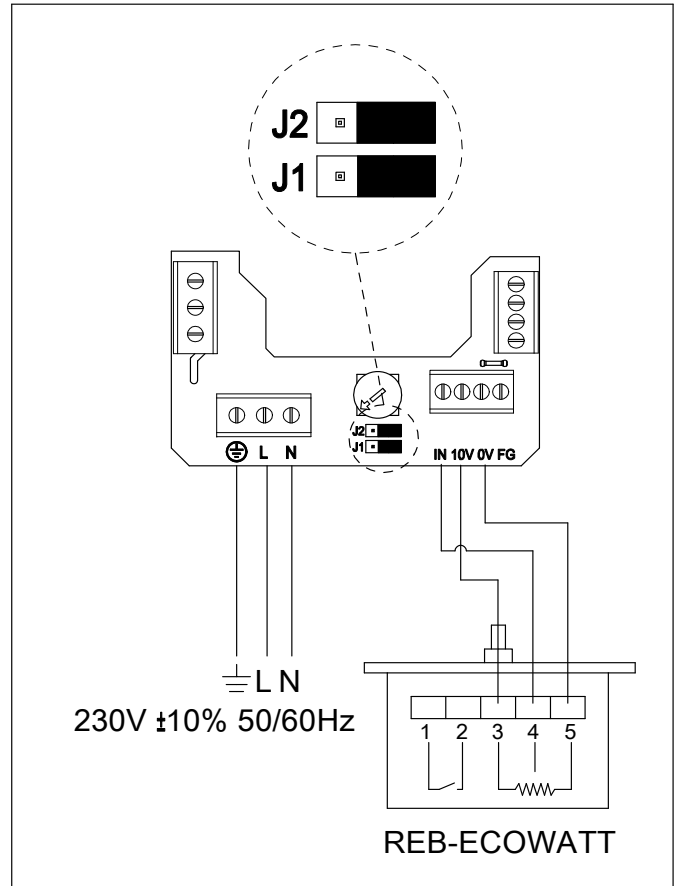 J2
J1
J2
J1
L N
IN 10V 0V FG
L N
230V ±10% 50/60Hz
1 2 3 4 5
REB-ECOWATT